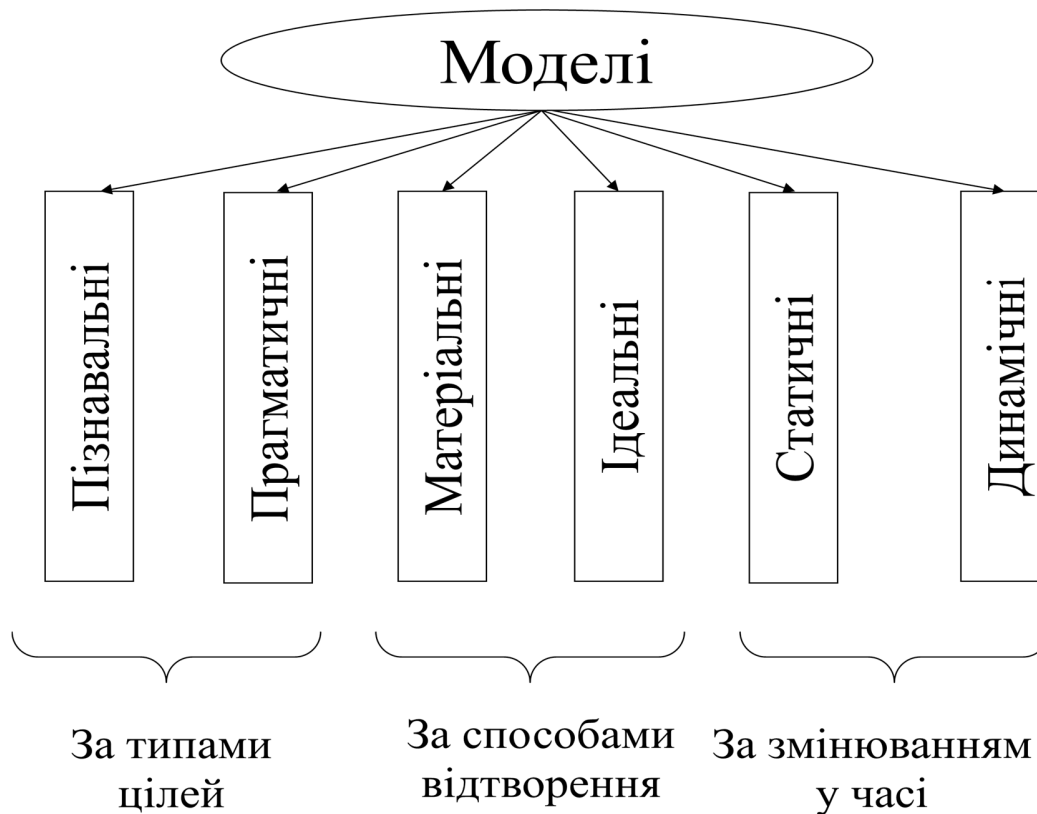 Моделі
Пізнавальні
Прагматичні
Матеріальні
Ідеальні
Статичні
Динамічні
За типами
цілей
За способами
відтворення
За змінюванням
у часі